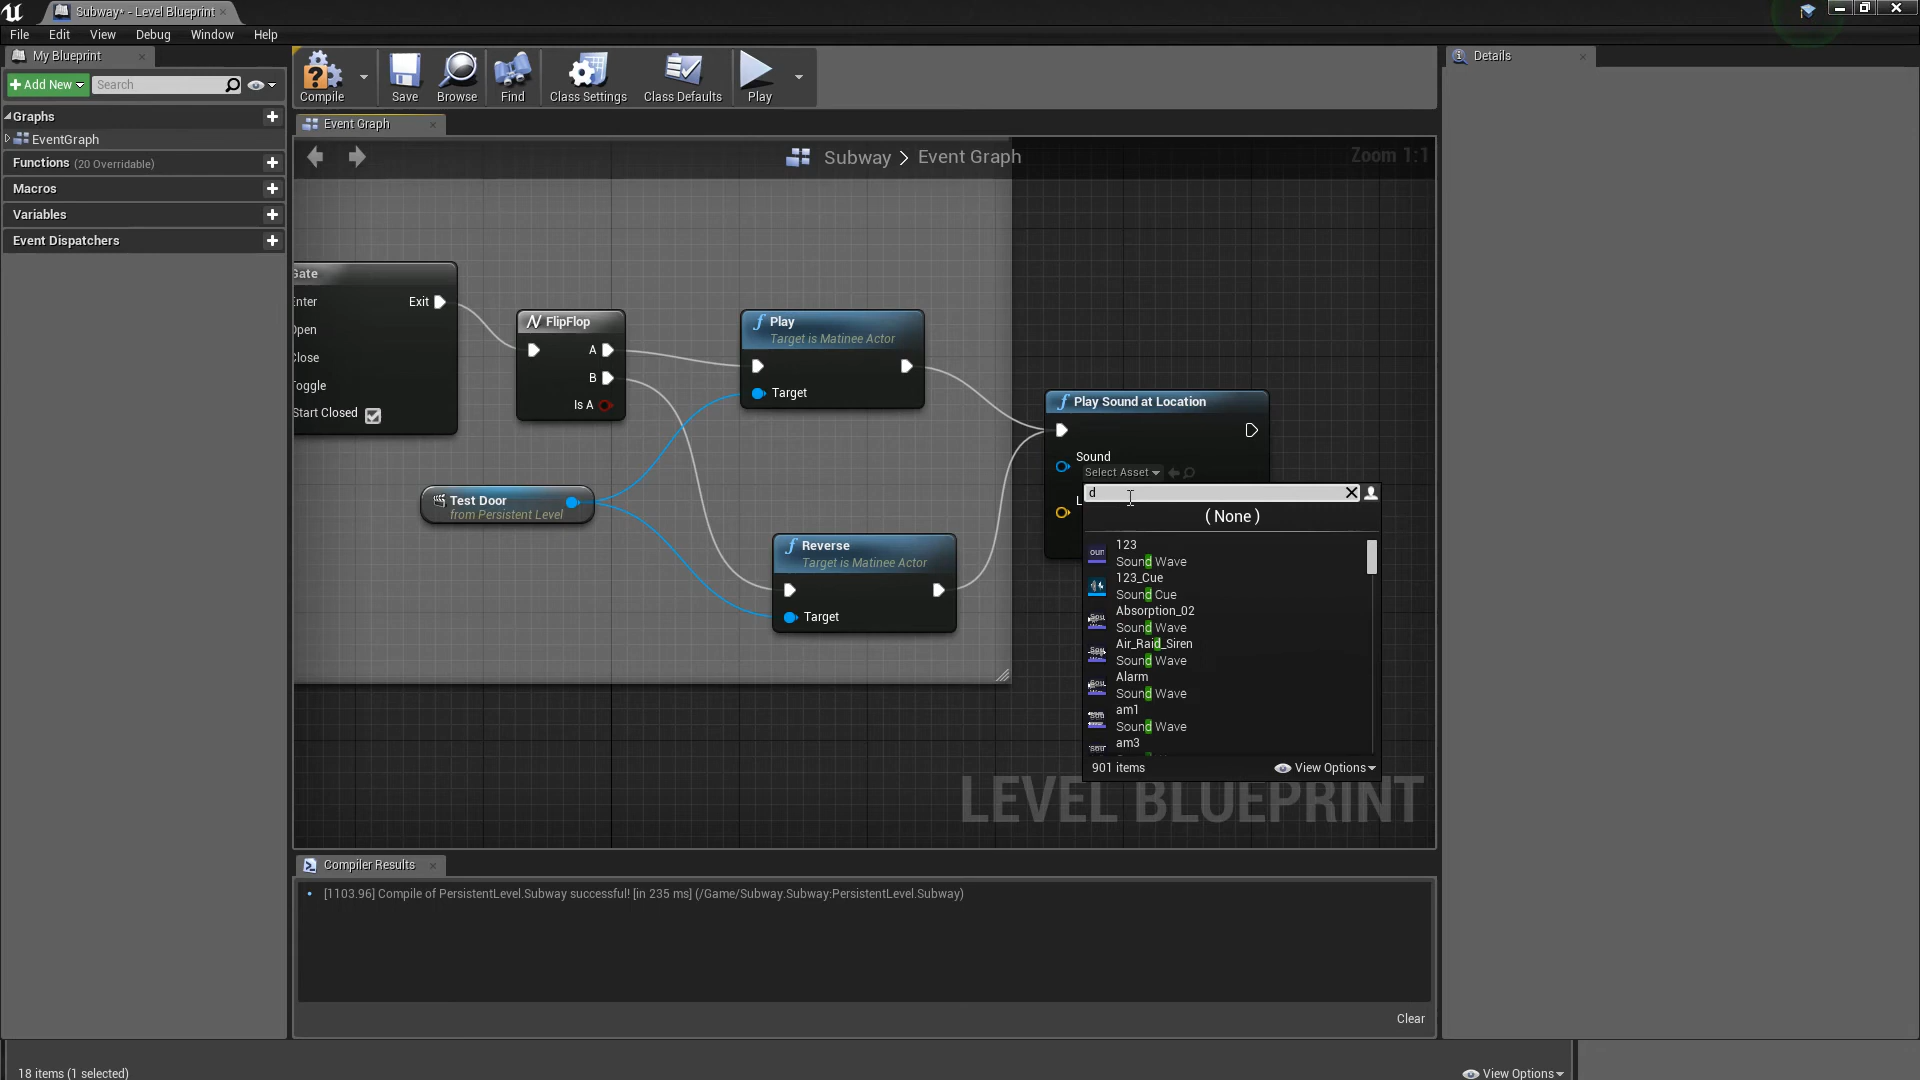 Subway* - Level Blueprint
File Edit View Debug Window Help
My Blueprint
Add New
Search
Graphs
EventGraph
Functions (20 Overridable)
Macros
Variables
Event Dispatchers
Compile
Save
Browse
Find
Class Settings
Class Defaults
Play
Details
Event Graph
Subway > Event Graph
Zoom 1:1
Gate
Enter
Exit
Open
Close
Toggle
Start Closed
FlipFlop
A
B
Is A
Test Door
from Persistent Level
f Play
Target is Matinee Actor
Target
f Reverse
Target is Matinee Actor
Target
f Play Sound at Location
Sound
Select Asset
L
d
( None )
123
Sound Wave
123_Cue
Sound Cue
Absorption_02
Sound Wave
Air_Raid_Siren
Sound Wave
Alarm
Sound Wave
am1
Sound Wave
am3
901 items
View Options
LEVEL BLUEPRINT
Compiler Results
[1103.96] Compile of PersistentLevel.Subway successful! [in 235 ms] (/Game/Subway.Subway:PersistentLevel.Subway)
Clear
18 items (1 selected)
View Options